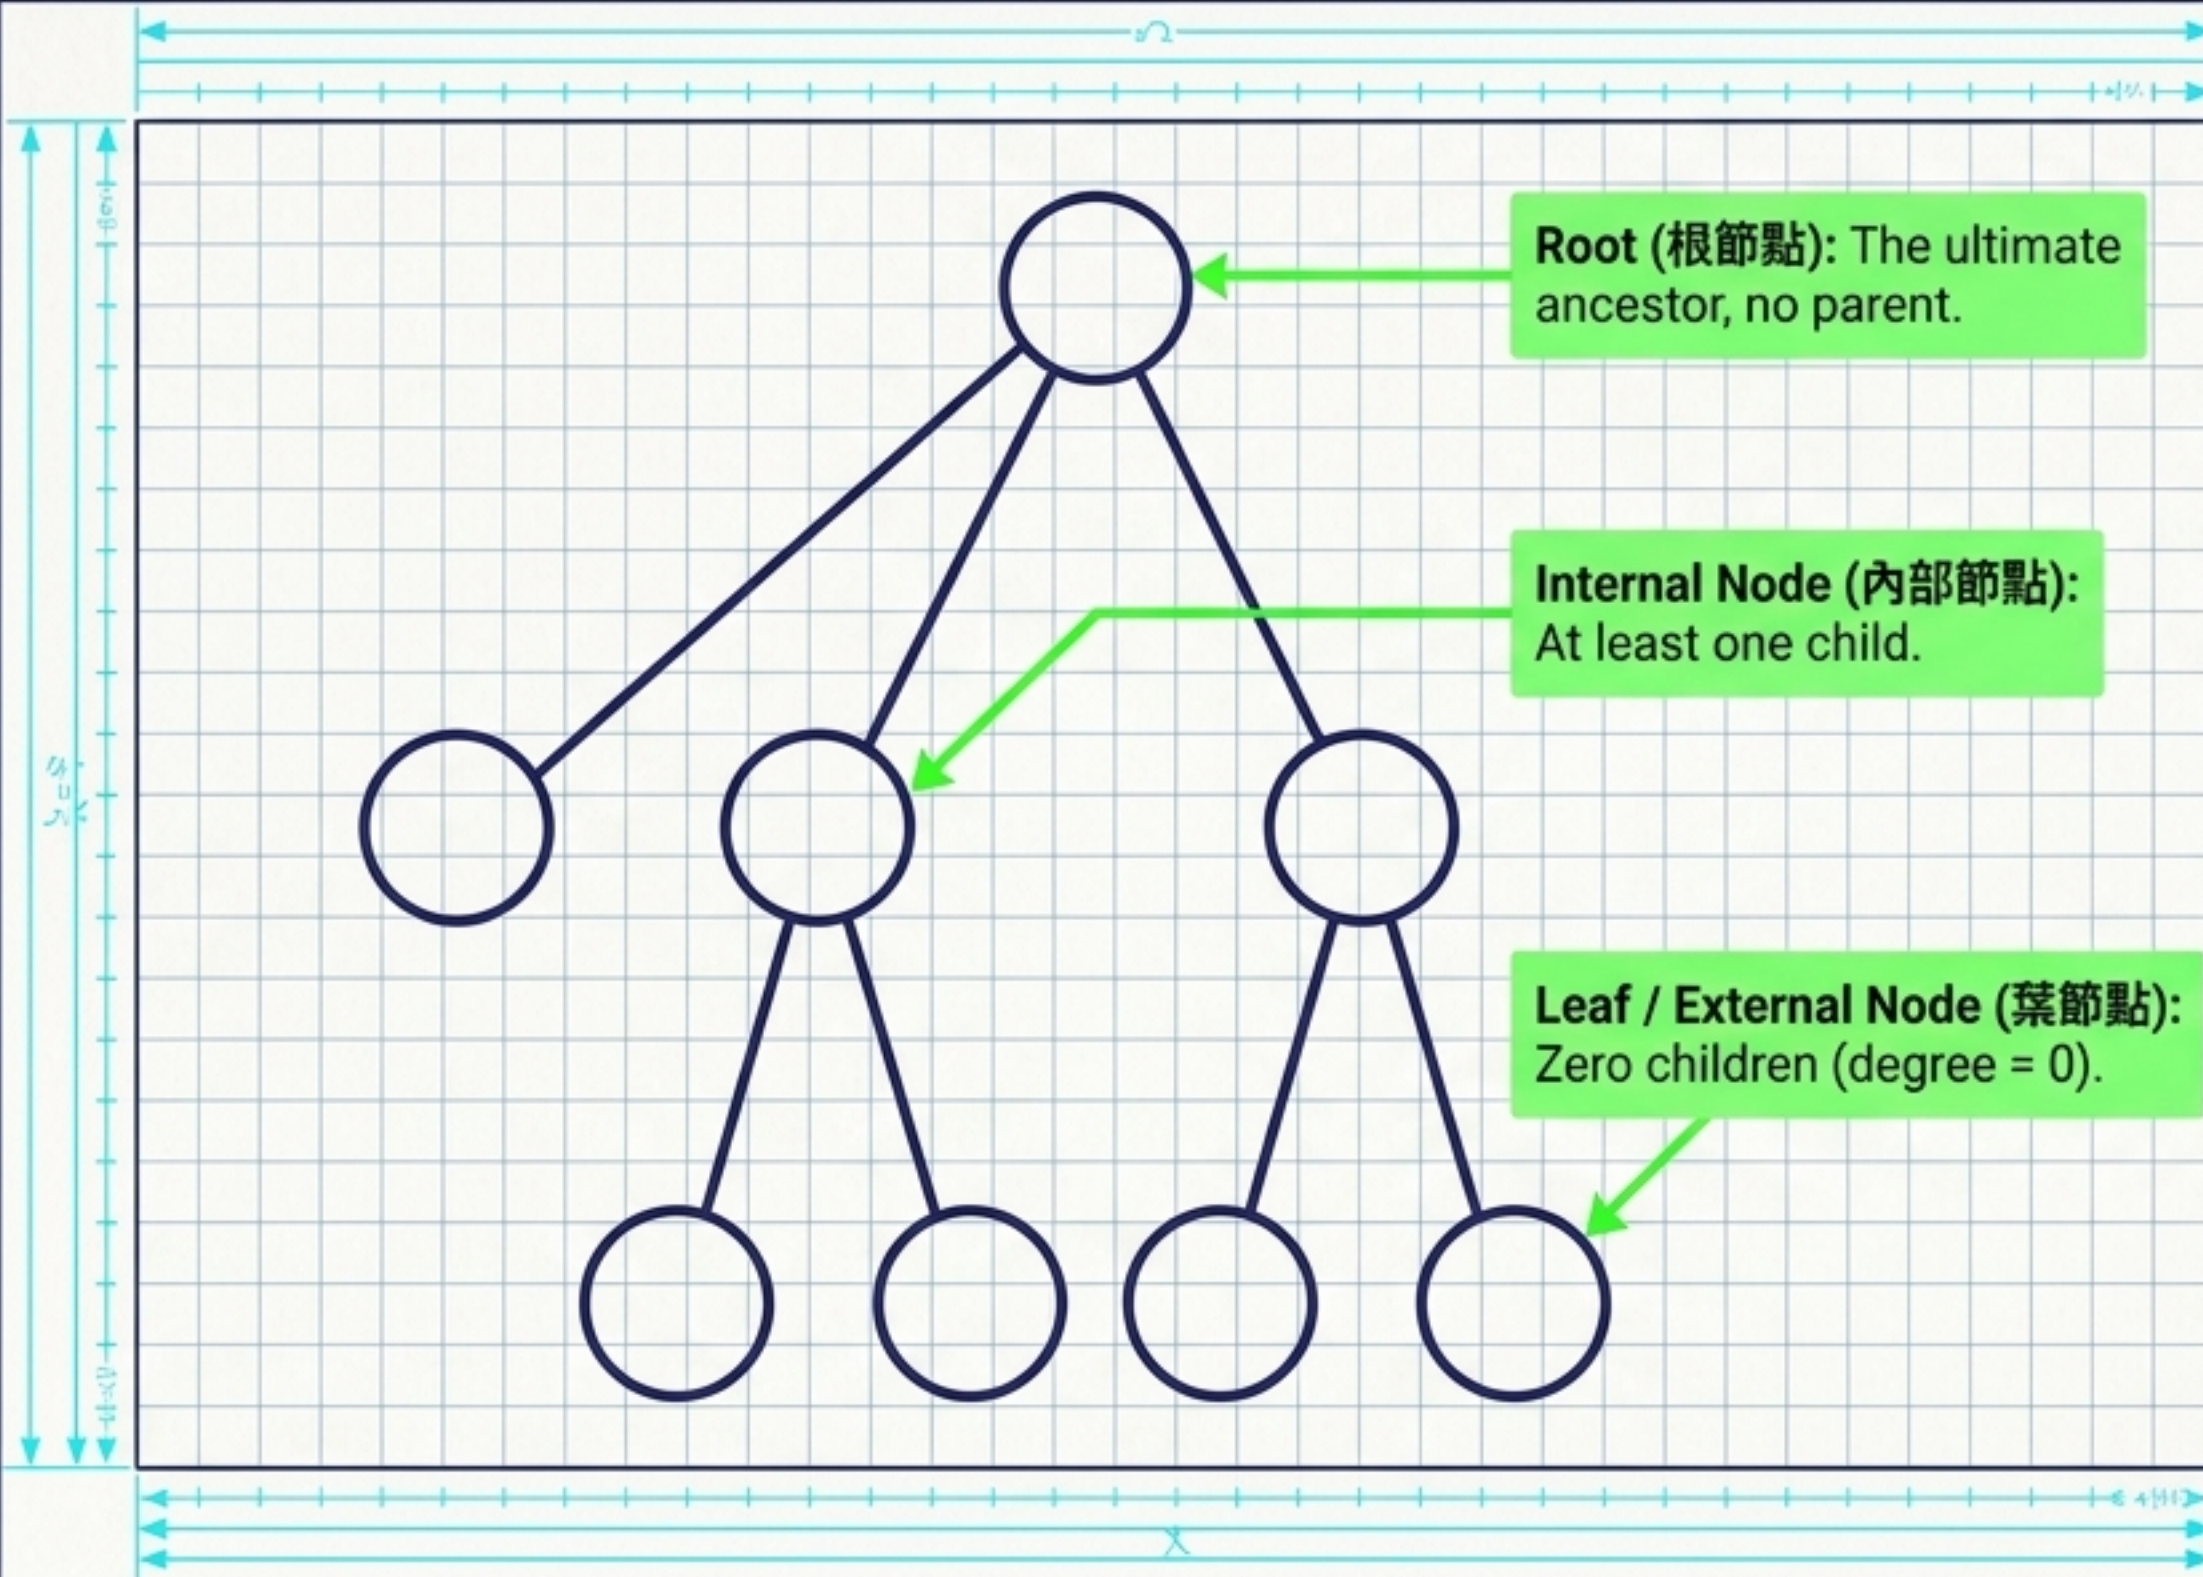 Root (根節點): The ultimate
ancestor, no parent.
Internal Node (內部節點):
At least one child.
Leaf / External Node (葉節點):
Zero children (degree = 0).